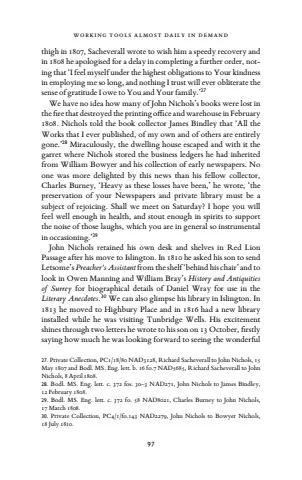 WORKING TOOLS ALMOST DAILY IN DEMAND
thigh in 1807, Sacheverall wrote to wish him a speedy recovery and
in 1808 he apologised for a delay in completing a further order, not-
ing that ‘I feel myself under the highest obligations to Your kindness
in employing me so long, and nothing I trust will ever obliterate the
sense of gratitude I owe to You and Your family.’27
We have no idea how many of John Nichols’s books were lost in
the fire that destroyed the printing office and warehouse in February
1808. Nichols told the book collector James Bindley that ‘All the
Works that I ever published, of my own and of others are entirely
gone.’28 Miraculously, the dwelling house escaped and with it the
garret where Nichols stored the business ledgers he had inherited
from William Bowyer and his collection of early newspapers. No
one was more delighted by this news than his fellow collector,
Charles Burney, ‘Heavy as these losses have been,’ he wrote, ‘the
preservation of your Newspapers and private library must be a
subject of rejoicing. Shall we meet on Saturday? I hope you will
feel well enough in health, and stout enough in spirits to support
the noise of those laughs, which you are in general so instrumental
in occasioning.’29
John Nichols retained his own desk and shelves in Red Lion
Passage after his move to Islington. In 1810 he asked his son to send
Letsome’s Preacher’s Assistant from the shelf ‘behind his chair’ and to
look in Owen Manning and William Bray’s History and Antiquities
of Surrey for biographical details of Daniel Wray for use in the
Literary Anecdotes.30 We can also glimpse his library in Islington. In
1813 he moved to Highbury Place and in 1816 had a new library
installed while he was visiting Tunbridge Wells. His excitement
shines through two letters he wrote to his son on 13 October, firstly
saying how much he was looking forward to seeing the wonderful
27. Private Collection, PC1/18/80 NAD3128, Richard Sacheverall to John Nichols, 15
May 1807 and Bodl. MS. Eng. lett. b. 16 fo.7 NAD5685, Richard Sacheverall to John
Nichols, 8 April 1808.
28. Bodl. MS. Eng. lett. c. 372 fos. 30-3 NAD271, John Nichols to James Bindley,
12 February 1808.
29. Bodl. MS. Eng. lett. c. 372 fo. 58 NAD8021, Charles Burney to John Nichols,
17 March 1808.
30. Private Collection, PC4/1/fo.143 NAD2279, John Nichols to Bowyer Nichols,
18 July 1810.
97